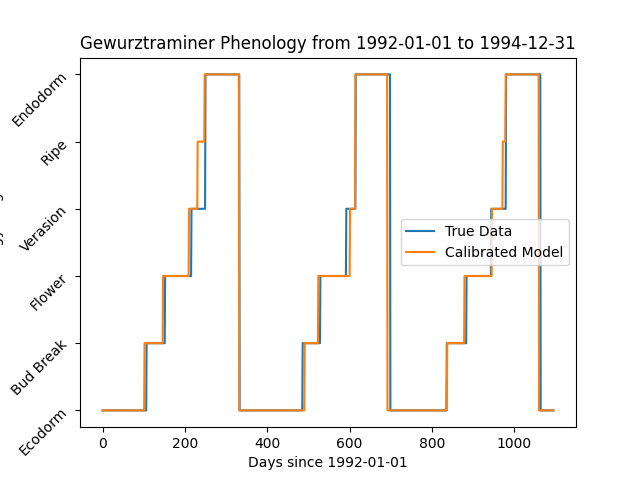 Gewurztraminer Phenology from 1992-01-01 to 1994-12-31
Endodorm
Ripe
Verasion
Flower
Bud Break
Ecodorm
True Data
Calibrated Model
0 200 400 600 800 1000
Days since 1992-01-01